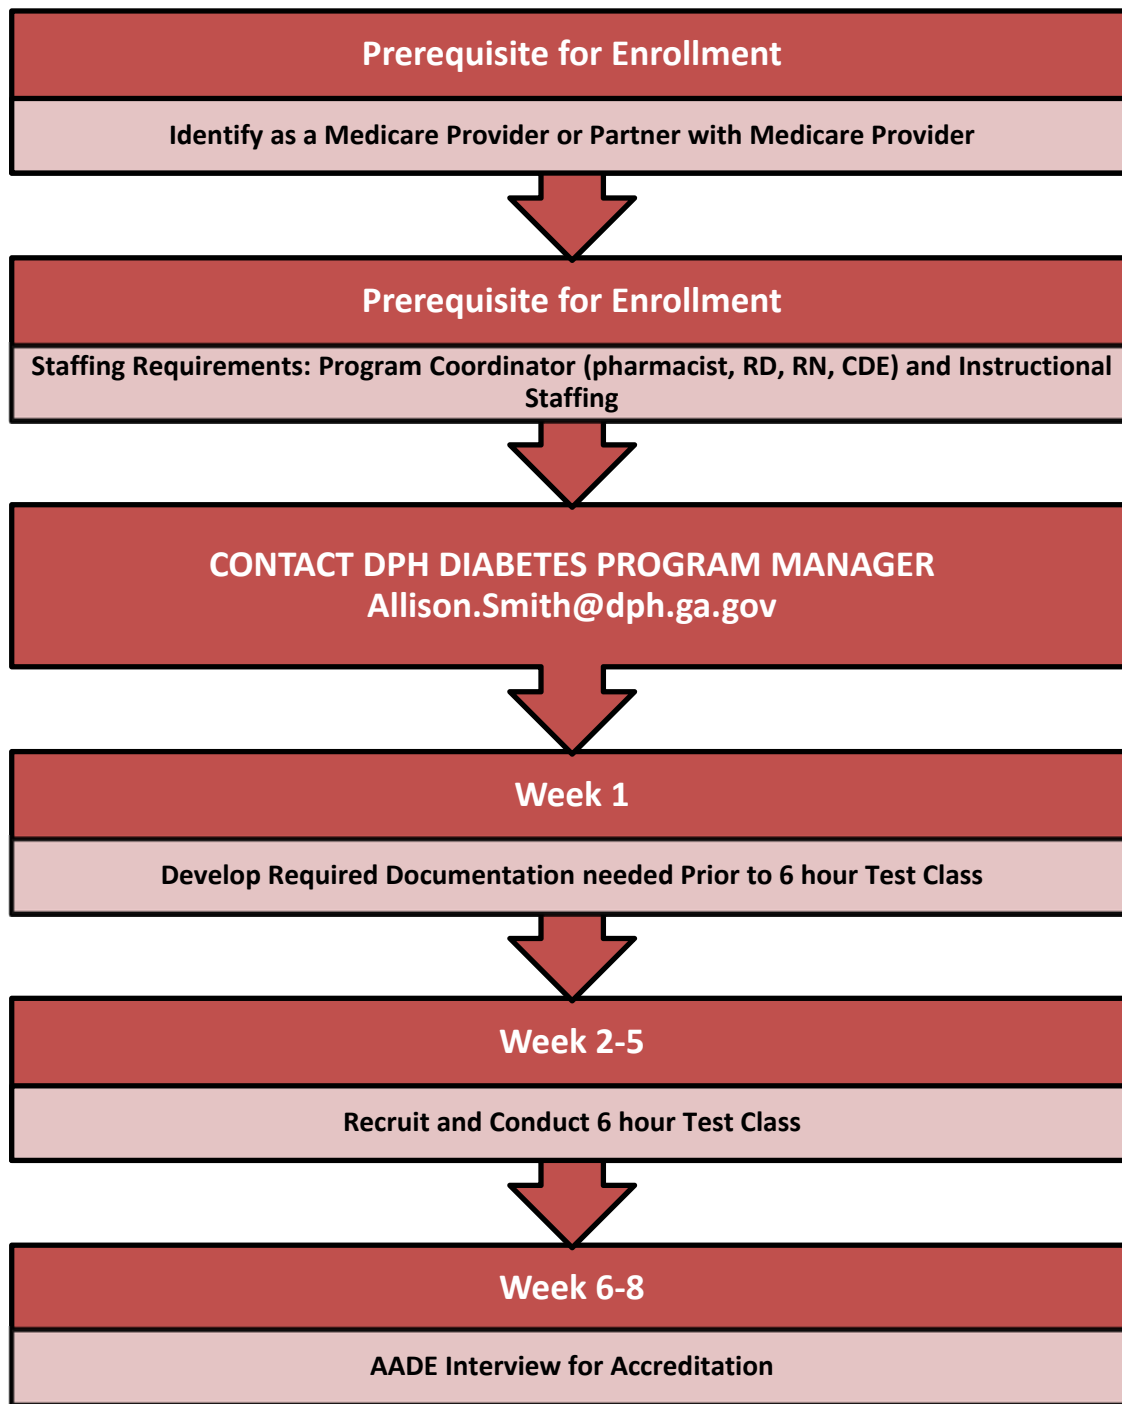 Prerequisite for Enrollment
Identify as a Medicare Provider or Partner with Medicare Provider
Prerequisite for Enrollment
Staffing Requirements: Program Coordinator (pharmacist, RD, RN, CDE) and Instructional
Staffing
CONTACT DPH DIABETES PROGRAM MANAGER
Allison.Smith@dph.ga.gov
Week 1
Develop Required Documentation needed Prior to 6 hour Test Class
Week 2-5
Recruit and Conduct 6 hour Test Class
Week 6-8
AADE Interview for Accreditation